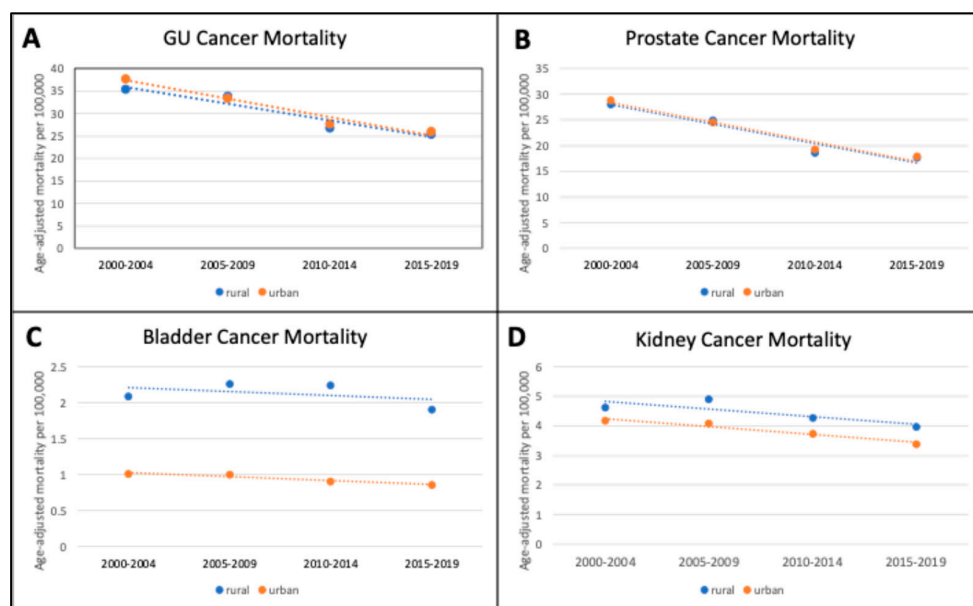 A
GU Cancer Mortality
Age-adjusted mortality per 100,000
40
35
30
25
20
15
10
5
0
2000-2004 2005-2009 2010-2014 2015-2019
rural urban
B
Prostate Cancer Mortality
Age-adjusted mortality per 100,000
35
30
25
20
15
10
5
0
2000-2004 2005-2009 2010-2014 2015-2019
rural urban
C
Bladder Cancer Mortality
Age-adjusted mortality per 100,000
2.5
2
1.5
1
0.5
0
2000-2004 2005-2009 2010-2014 2015-2019
rural urban
D
Kidney Cancer Mortality
Age-adjusted mortality per 100,000
6
5
4
3
2
1
0
2000-2004 2005-2009 2010-2014 2015-2019
rural urban